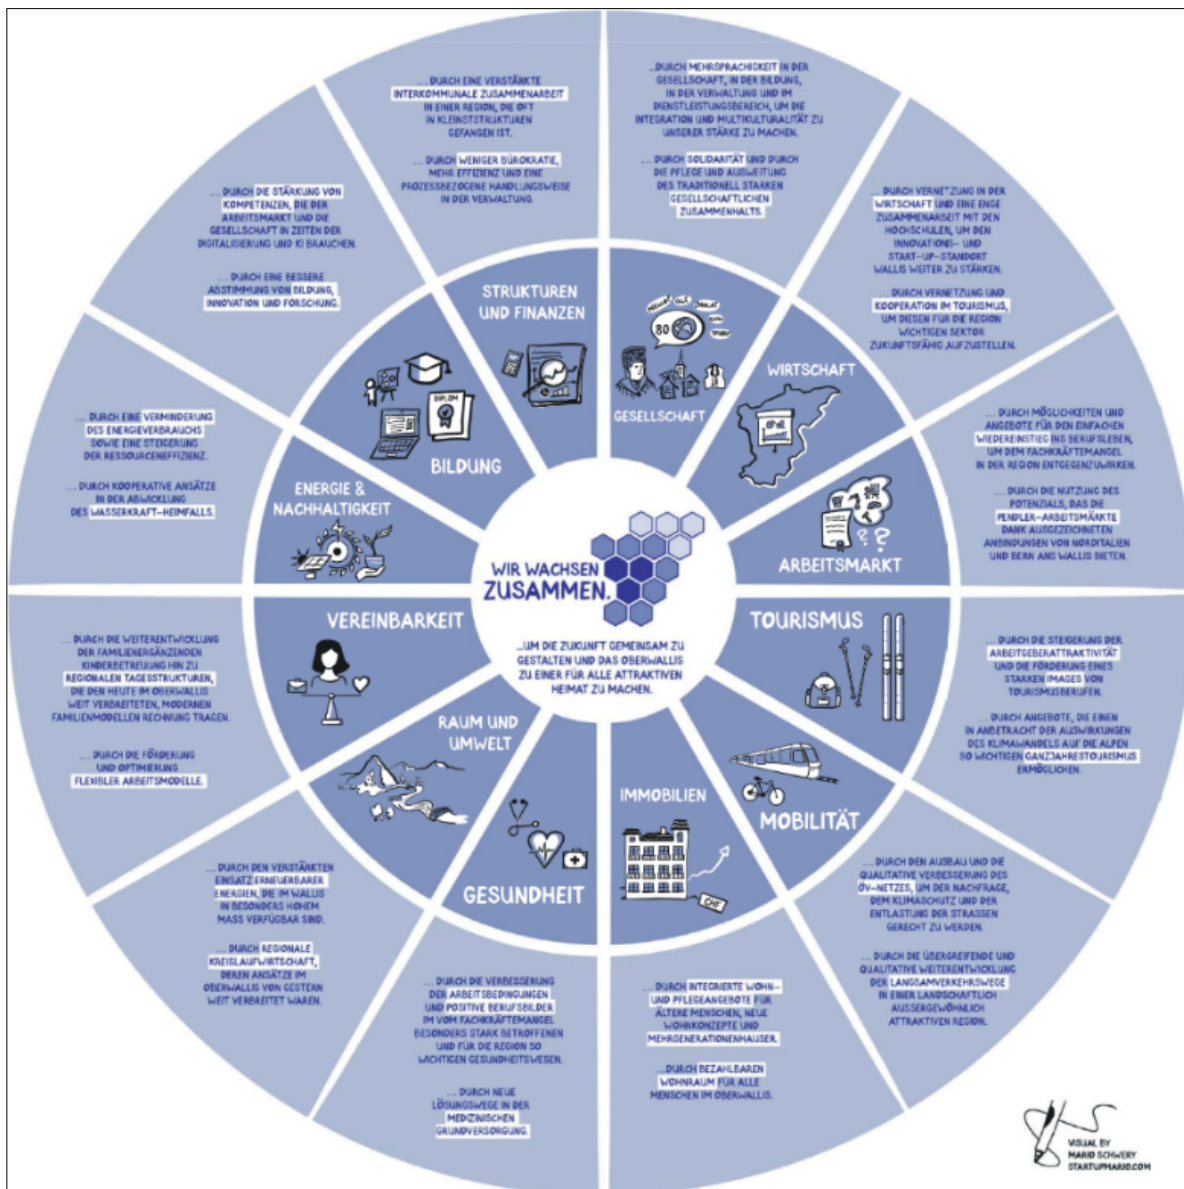 WIR WACHSEN
ZUSAMMEN.
...UM DIE ZUKUNFT GEMEINSAM ZU
GESTALTEN UND DAS OBERWALLIS
ZU EINER FÜR ALLE ATTRAKTIVEN
HEIMAT ZU MACHEN.
STRUKTUREN
UND FINANZEN
... DURCH EINE VERSTÄRKTE
INTERKOMMUNALE ZUSAMMENARBEIT
IN EINER REGION, DIE OFT
IN KLEINSTSTRUKTUREN
GEFANGEN IST.
... DURCH WENIGER BÜROKRATIE,
MEHR EFFIZIENZ UND EINE
PROZESSBEZOGENE HANDLUNGSWEISE
IN DER VERWALTUNG.
GESELLSCHAFT
80
...DURCH MEHRSPRACHIGKEIT IN DER
GESELLSCHAFT, IN DER BILDUNG,
IN DER VERWALTUNG UND IM
DIENSTLEISTUNGSBEREICH, UM DIE
INTEGRATION UND MULTIKULTURALITÄT ZU
UNSERER STÄRKE ZU MACHEN.
... DURCH SOLIDARITÄT UND DURCH
DIE PFLEGE UND AUSWEITUNG
DES TRADITIONELL STARKEN
GESELLSCHAFTLICHEN
ZUSAMMENHALTS.
WIRTSCHAFT
... DURCH VERNETZUNG IN DER
WIRTSCHAFT UND EINE ENGE
ZUSAMMENARBEIT MIT DEN
HOCHSCHULEN, UM DEN
INNOVATIONS- UND
START-UP-STANDORT
WALLIS WEITER ZU STÄRKEN.
... DURCH VERNETZUNG UND
KOOPERATION IM TOURISMUS,
UM DIESEN FÜR DIE REGION
WICHTIGEN SEKTOR
ZUKUNFTSFÄHIG AUFZUSTELLEN.
ARBEITSMARKT
... DURCH MÖGLICHKEITEN UND
ANGEBOTE FÜR DEN EINFACHEN
WIEDEREINSTIEG INS BERUFSLEBEN,
UM DEM FACHKRÄFTEMANGEL
IN DER REGION ENTGEGENZUWIRKEN.
... DURCH DIE NUTZUNG DES
POTENZIALS, DAS DIE
PENDLER-ARBEITSMÄRKTE
DANK AUSGEZEICHNETEN
ANBINDUNGEN VON NORDITALIEN
UND BERN ANS WALLIS BIETEN.
TOURISMUS
... DURCH DIE STEIGERUNG DER
ARBEITGEBERATTRAKTIVITÄT
UND DIE FÖRDERUNG EINES
STARKEN IMAGES VON
TOURISMUSBERUFEN.
... DURCH ANGEBOTE, DIE EINEN
IN ANBETRACHT DER AUSWIRKUNGEN
DES KLIMAWANDELS AUF DIE ALPEN
SO WICHTIGEN GANZJAHRESTOURISMUS
ERMÖGLICHEN.
MOBILITÄT
... DURCH DEN AUSBAU UND DIE
QUALITATIVE VERBESSERUNG DES
ÖV-NETZES, UM DER NACHFRAGE,
DEM KLIMASCHUTZ UND DER
ENTLASTUNG DER STRASSEN
GERECHT ZU WERDEN.
... DURCH DIE ÜBERGREIFENDE UND
QUALITATIVE WEITERENTWICKLUNG
DER LANGSAMVERKEHRSWEGE
IN EINER LANDSCHAFTLICH
AUSSERGEWÖHNLICH
ATTRAKTIVEN REGION.
IMMOBILIEN
CHF
... DURCH INTEGRIERTE WOHN-
UND PFLEGEANGEBOTE FÜR
ÄLTERE MENSCHEN, NEUE
WOHNKONZEPTE UND
MEHRGENERATIONENHÄUSER.
...DURCH BEZAHLBAREN
WOHNRAUM FÜR ALLE
MENSCHEN IM OBERWALLIS.
GESUNDHEIT
... DURCH DIE VERBESSERUNG
DER ARBEITSBEDINGUNGEN
UND POSITIVE BERUFSBILDER
IM VOM FACHKRÄFTEMANGEL
BESONDERS STARK BETROFFENEN
UND FÜR DIE REGION SO
WICHTIGEN GESUNDHEITSWESEN.
... DURCH NEUE
LÖSUNGSWEGE IN DER
MEDIZINISCHEN
GRUNDVERSORGUNG.
RAUM UND
UMWELT
... DURCH DEN VERSTÄRKTEN
EINSATZ ERNEUERBARER
ENERGIEN, DIE IM WALLIS
IN BESONDERS HOHEM
MASS VERFÜGBAR SIND.
... DURCH REGIONALE
KREISLAUFWIRTSCHAFT,
DEREN ANSÄTZE IM
OBERWALLIS VON GESTERN
WEIT VERBREITET WAREN.
VEREINBARKEIT
... DURCH DIE WEITERENTWICKLUNG
DER FAMILIENERGÄNZENDEN
KINDERBETREUUNG HIN ZU
REGIONALEN TAGESSTRUKTUREN,
DIE DEN HEUTE IM OBERWALLIS
WEIT VERBREITETEN, MODERNEN
FAMILIENMODELLEN RECHNUNG TRAGEN.
... DURCH DIE FÖRDERUNG
UND OPTIMIERUNG
FLEXIBLER ARBEITSMODELLE.
ENERGIE &
NACHHALTIGKEIT
... DURCH EINE VERMINDERUNG
DES ENERGIEVERBRAUCHS
SOWIE EINE STEIGERUNG
DER RESSOURCENEFFIZIENZ.
... DURCH KOOPERATIVE ANSÄTZE
IN DER ABWICKLUNG
DES WASSERKRAFT-HEIMFALLS.
BILDUNG
DIPLOM
... DURCH DIE STÄRKUNG VON
KOMPETENZEN, DIE DER
ARBEITSMARKT UND DIE
GESELLSCHAFT IN ZEITEN DER
DIGITALISIERUNG UND KI BRAUCHEN.
... DURCH EINE BESSERE
ABSTIMMUNG VON BILDUNG,
INNOVATION UND FORSCHUNG.
VISUAL BY
MARIO SCHWERY
STARTUPMARIO.COM